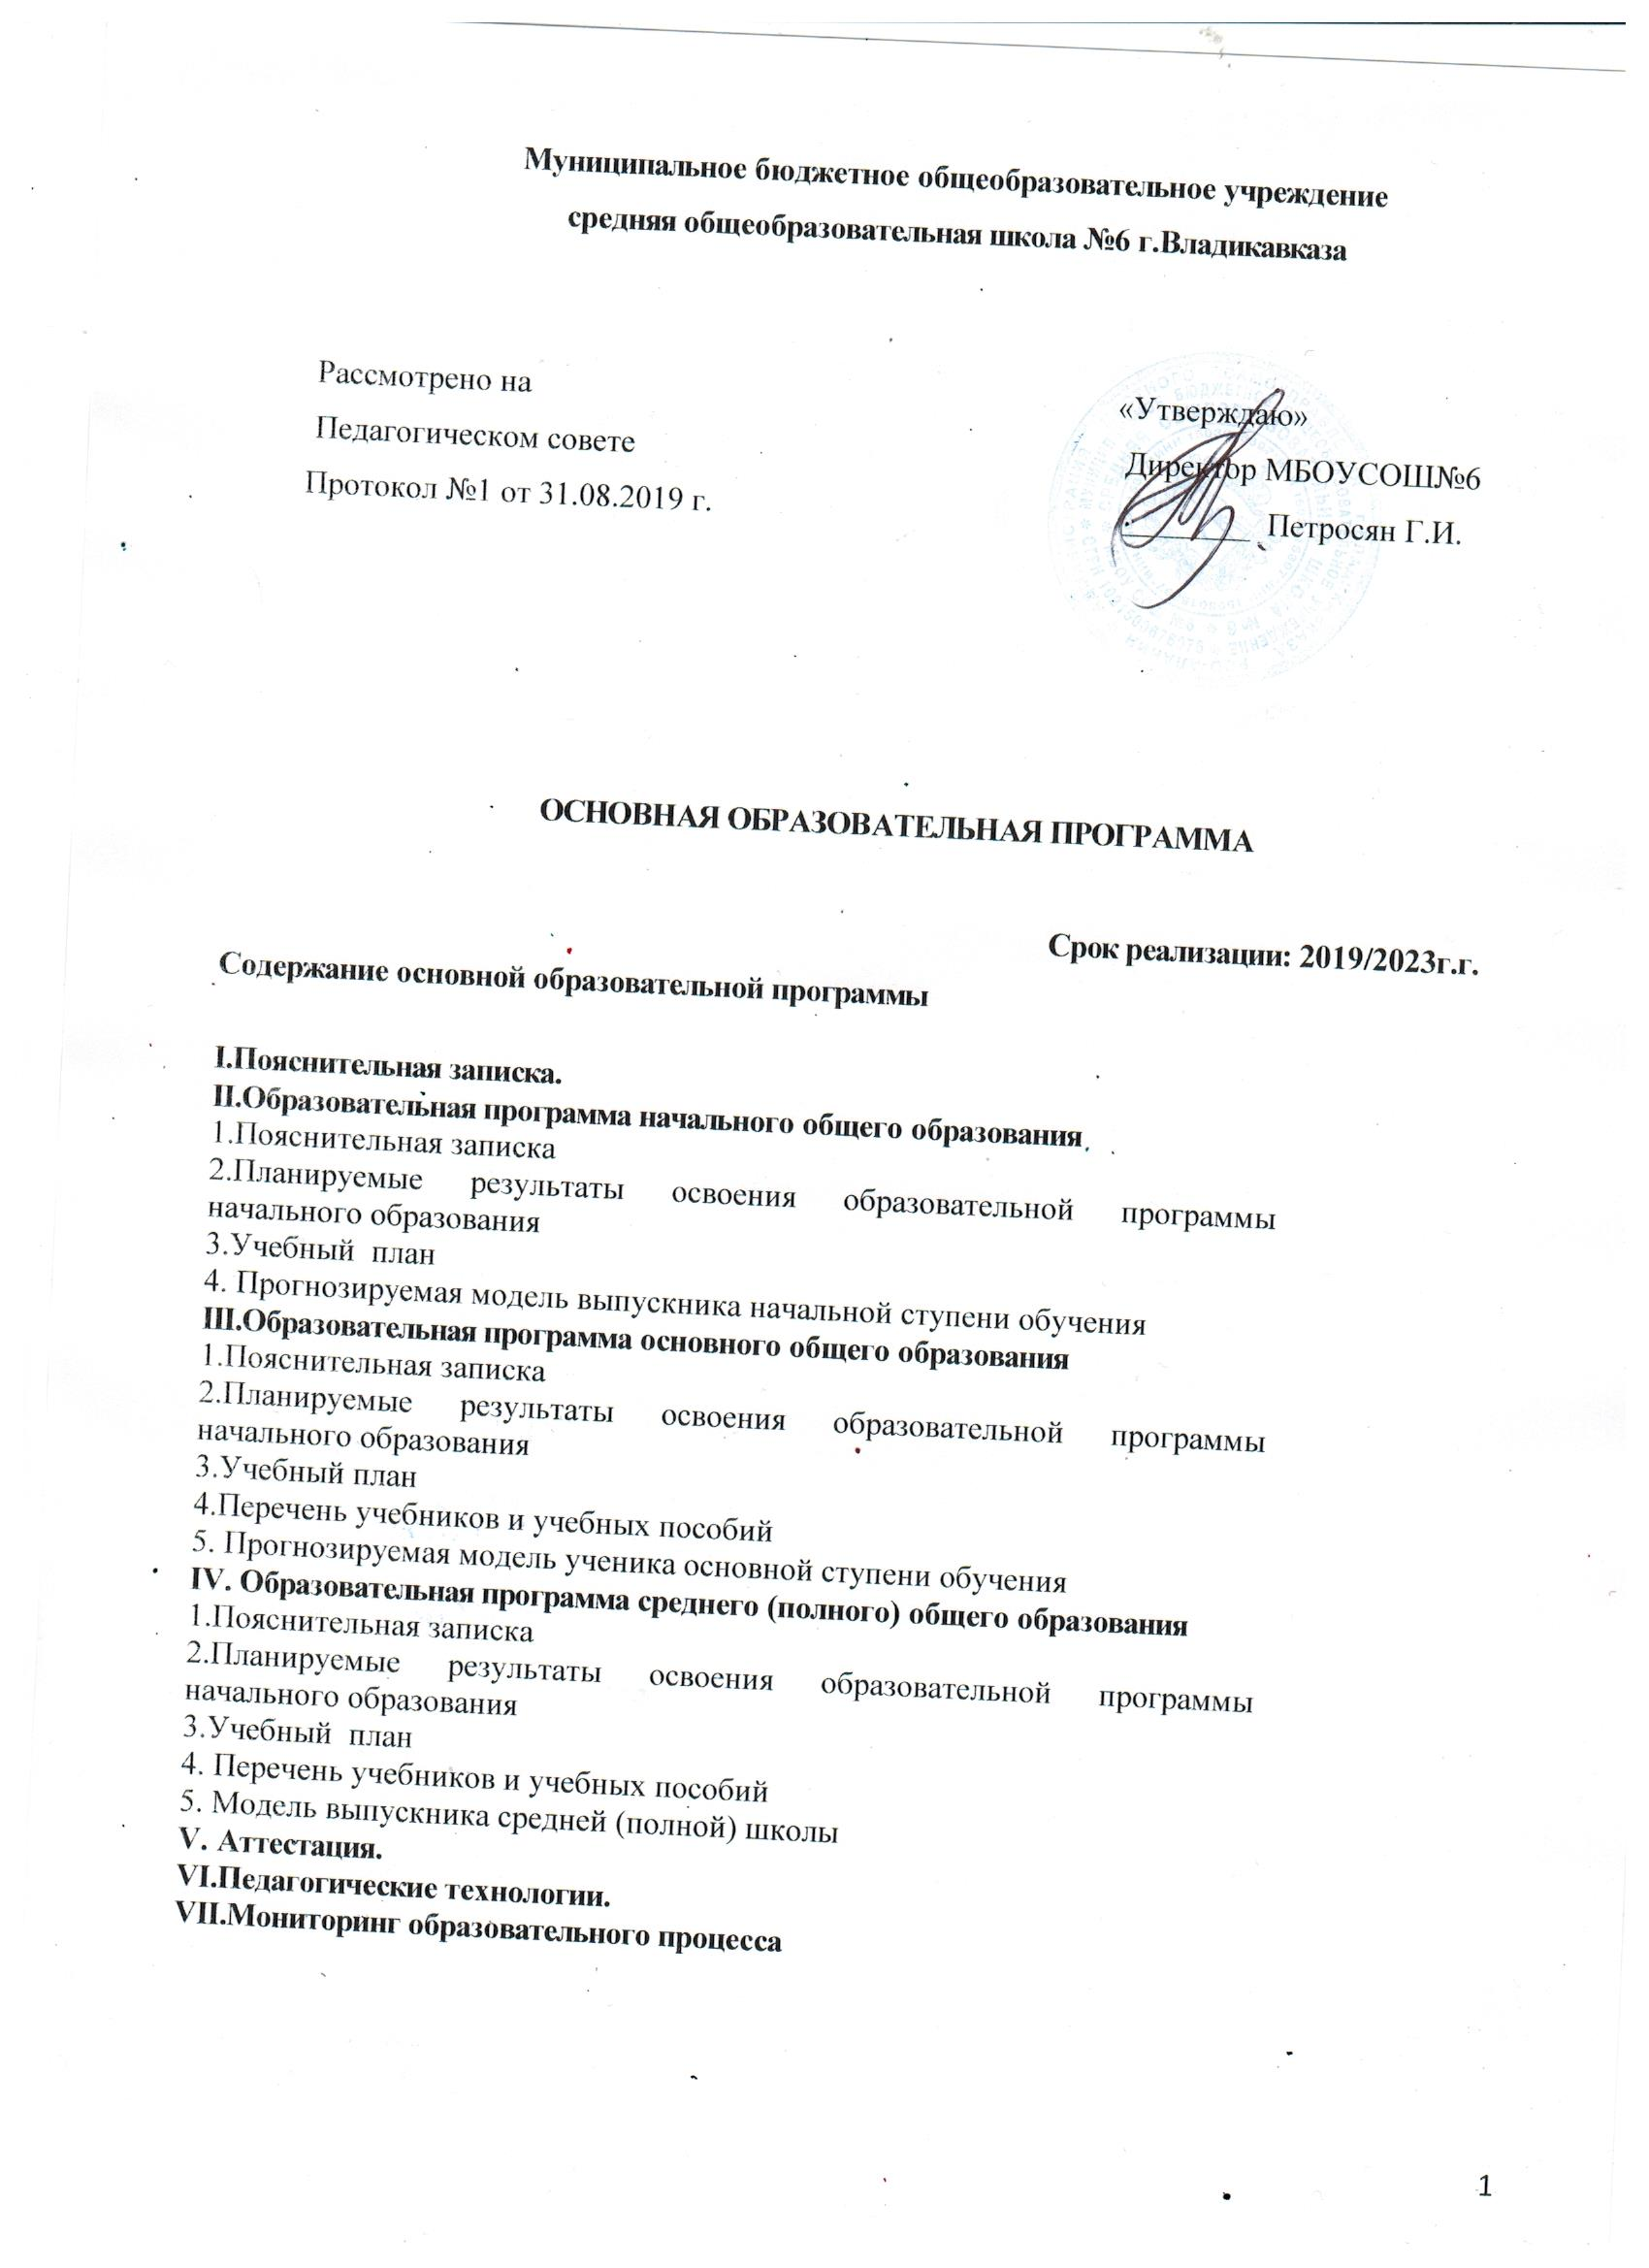 Муниципальное бюджетное общеобразовательное учреждение
средняя общеобразовательная школа №6 г.Владикавказа
Рассмотрено на
Педагогическом совете
Протокол №1 от 31.08.2019 г.
«Утверждаю»
Директор МБОУСОШ№6
Петросян Г.И.
ОСНОВНАЯ ОБРАЗОВАТЕЛЬНАЯ ПРОГРАММА
Срок реализации: 2019/2023г.г.
Содержание основной образовательной программы
I.Пояснительная записка.
II.Образовательная программа начального общего образования
1.Пояснительная записка
2.Планируемые результаты освоения образовательной программы
начального образования
3.Учебный план
4. Прогнозируемая модель выпускника начальной ступени обучения
III.Образовательная программа основного общего образования
1.Пояснительная записка
2.Планируемые результаты освоения образовательной программы
начального образования
3.Учебный план
4.Перечень учебников и учебных пособий
5. Прогнозируемая модель ученика основной ступени обучения
IV. Образовательная программа среднего (полного) общего образования
1.Пояснительная записка
2.Планируемые результаты освоения образовательной программы
начального образования
3.Учебный план
4. Перечень учебников и учебных пособий
5. Модель выпускника средней (полной) школы
V. Аттестация.
VI.Педагогические технологии.
VII.Мониторинг образовательного процесса
1